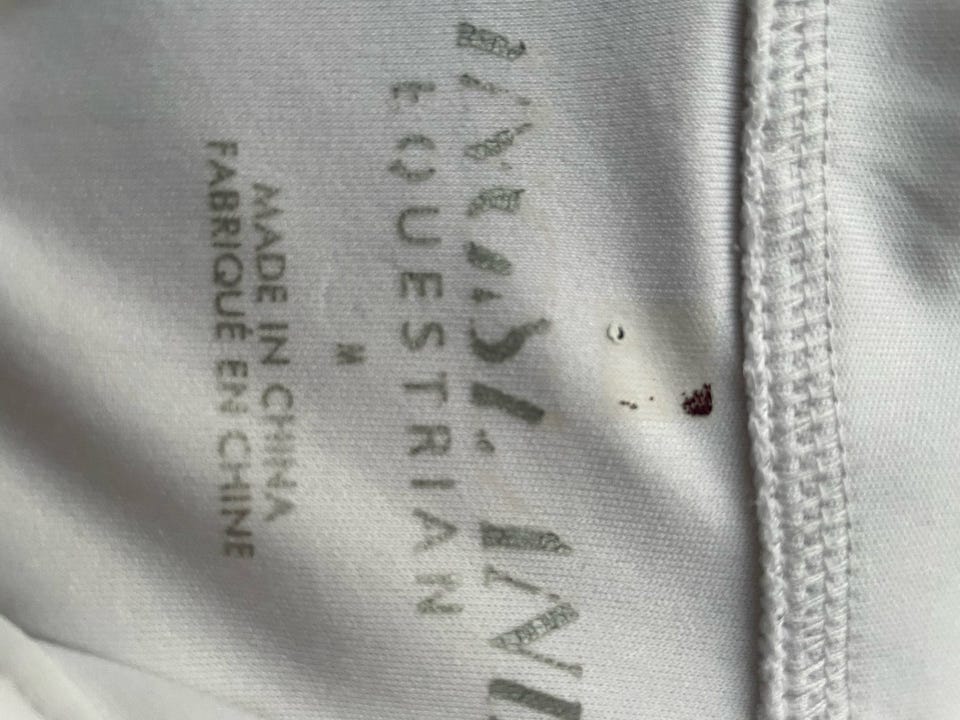 EQUESTRIAN
M
MADE IN CHINA
FABRIQUÉ EN CHINE